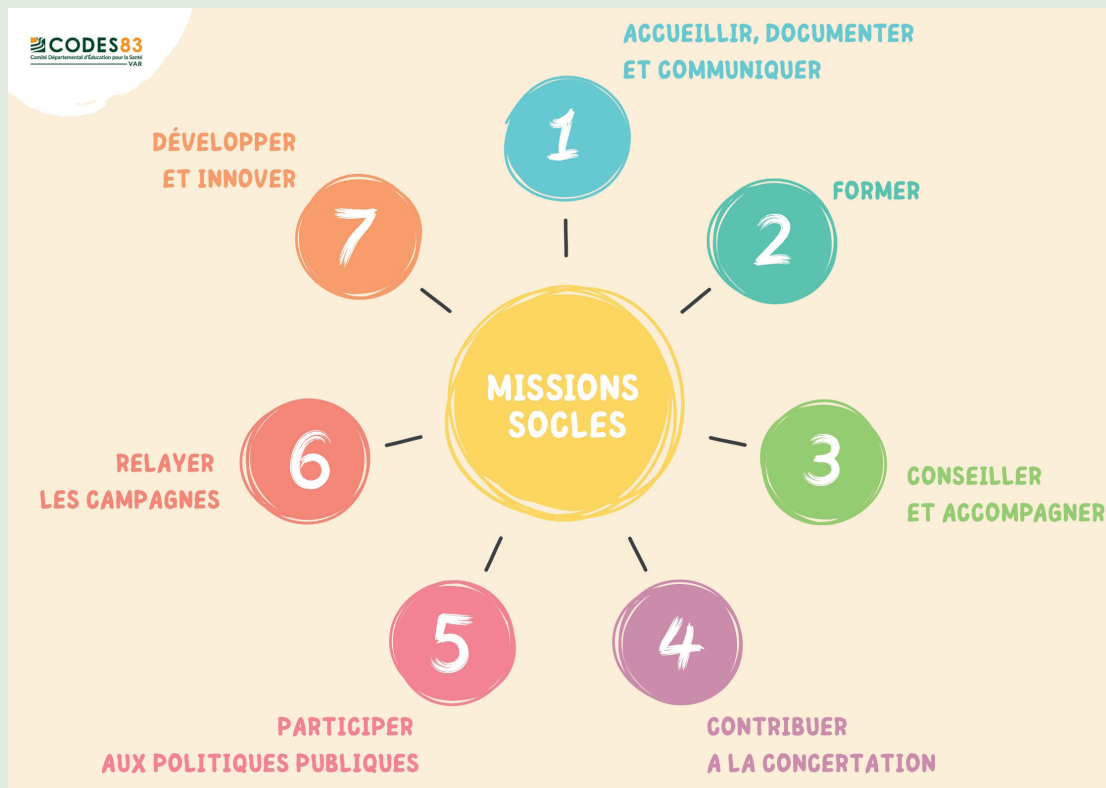 CODES83
Comité Départemental d'Éducation pour la Santé
VAR
ACCUEILLIR, DOCUMENTER
ET COMMUNIQUER
1
DÉVELOPPER
ET INNOVER
7
FORMER
2
MISSIONS
SOCLES
6
RELAYER
LES CAMPAGNES
3
CONSEILLER
ET ACCOMPAGNER
5
PARTICIPER
AUX POLITIQUES PUBLIQUES
4
CONTRIBUER
A LA CONCERTATION